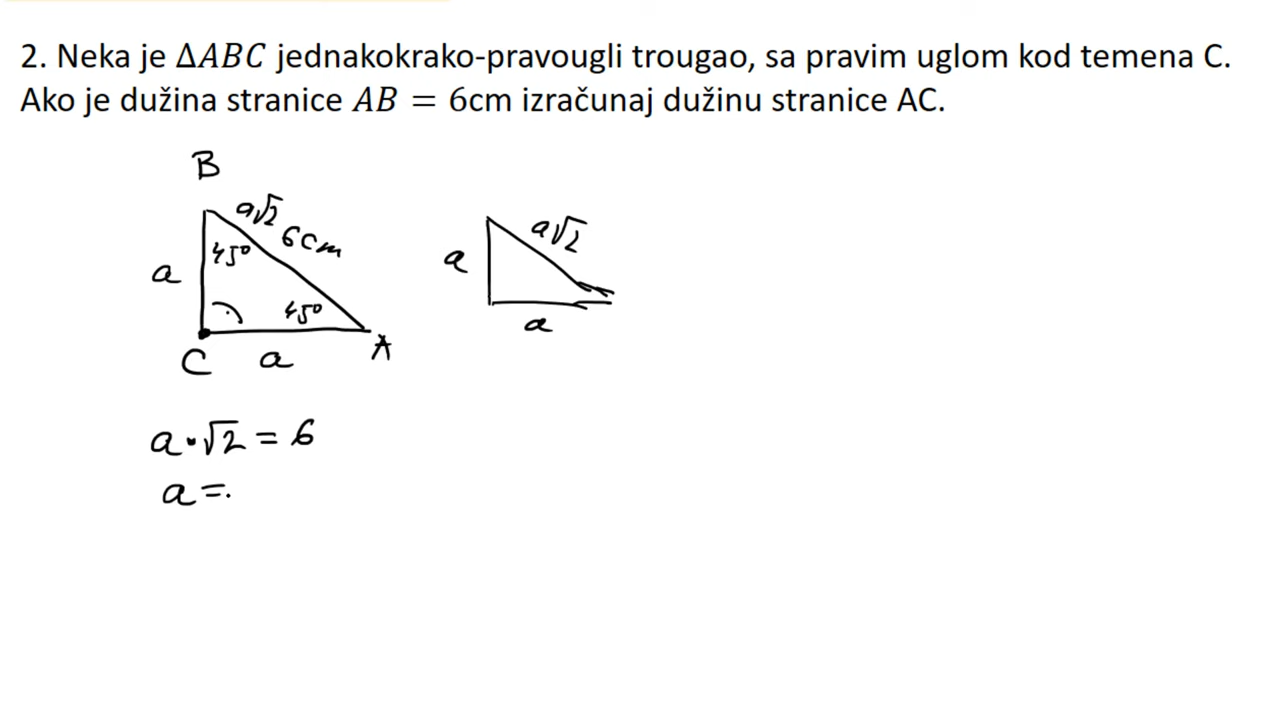 2. Neka je ΔABC jednakokrako-pravougli trougao, sa pravim uglom kod temena C.
Ako je dužina stranice AB = 6cm izračunaj dužinu stranice AC.
B
a√2
6cm
45°
a
45°
C
a
A
a√2
a
a
a·√2 = 6
a =